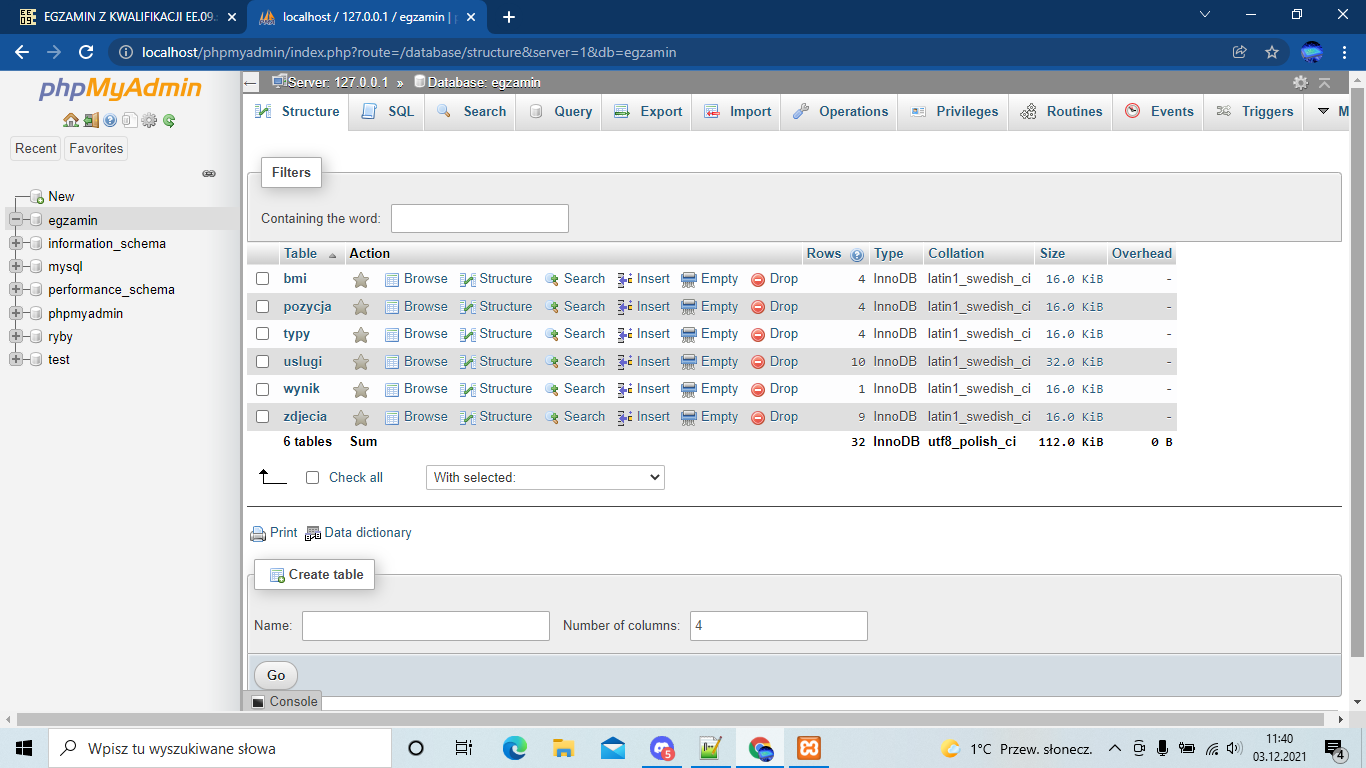 EGZAMIN Z KWALIFIKACJI EE.09
localhost / 127.0.0.1 / egzamin |
localhost/phpmyadmin/index.php?route=/database/structure&server=1&db=egzamin
phpMyAdmin
Recent Favorites
New
egzamin
information_schema
mysql
performance_schema
phpmyadmin
ryby
test
Server: 127.0.0.1 » Database: egzamin
Structure SQL Search Query Export Import Operations Privileges Routines Events Triggers M
Filters
Containing the word:
Table Action Rows Type Collation Size Overhead
bmi Browse Structure Search Insert Empty Drop 4 InnoDB latin1_swedish_ci 16.0 KiB -
pozycja Browse Structure Search Insert Empty Drop 4 InnoDB latin1_swedish_ci 16.0 KiB -
typy Browse Structure Search Insert Empty Drop 4 InnoDB latin1_swedish_ci 16.0 KiB -
uslugi Browse Structure Search Insert Empty Drop 10 InnoDB latin1_swedish_ci 32.0 KiB -
wynik Browse Structure Search Insert Empty Drop 1 InnoDB latin1_swedish_ci 16.0 KiB -
zdjecia Browse Structure Search Insert Empty Drop 9 InnoDB latin1_swedish_ci 16.0 KiB -
6 tables Sum 32 InnoDB utf8_polish_ci 112.0 KiB 0 B
Check all With selected:
Print Data dictionary
Create table
Name: Number of columns: 4
Go
Console
Wpisz tu wyszukiwane słowa
5
1°C Przew. słonecz.
11:40
03.12.2021
4